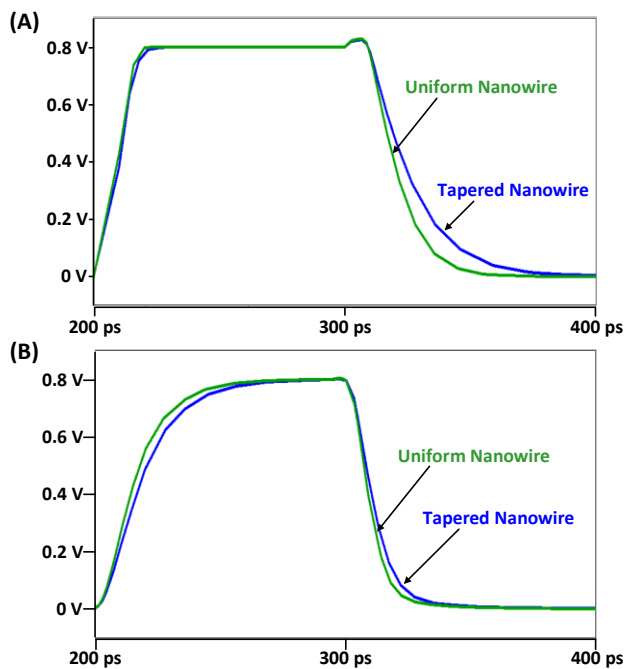 (A)
0.8 V
0.6 V
0.4 V
0.2 V
0 V
Uniform Nanowire
Tapered Nanowire
200 ps
300 ps
400 ps
(B)
0.8 V
0.6 V
0.4 V
0.2 V
0 V
Uniform Nanowire
Tapered Nanowire
200 ps
300 ps
400 ps